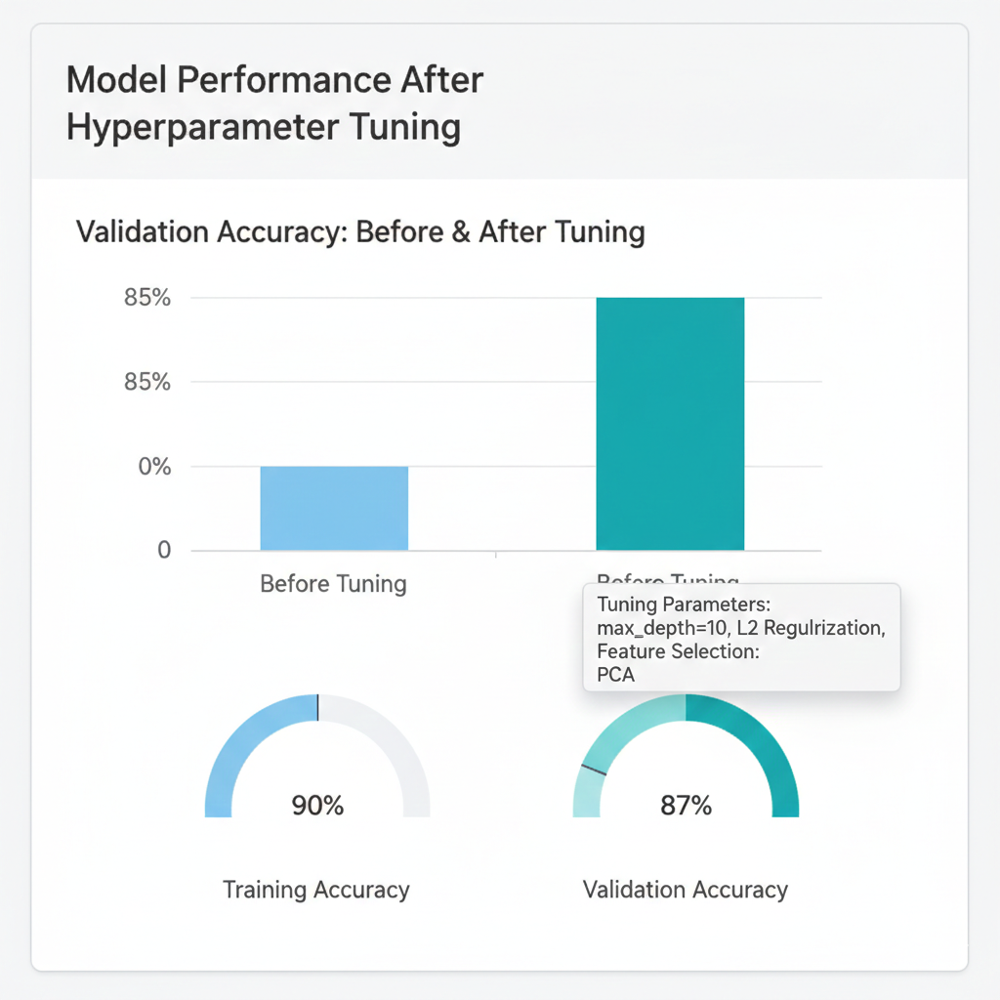 Model Performance After
Hyperparameter Tuning
Validation Accuracy: Before & After Tuning
85%
85%
0%
0
Before Tuning
Tuning Parameters:
max_depth=10, L2 Regulrization,
Feature Selection:
PCA
90%
87%
Training Accuracy
Validation Accuracy